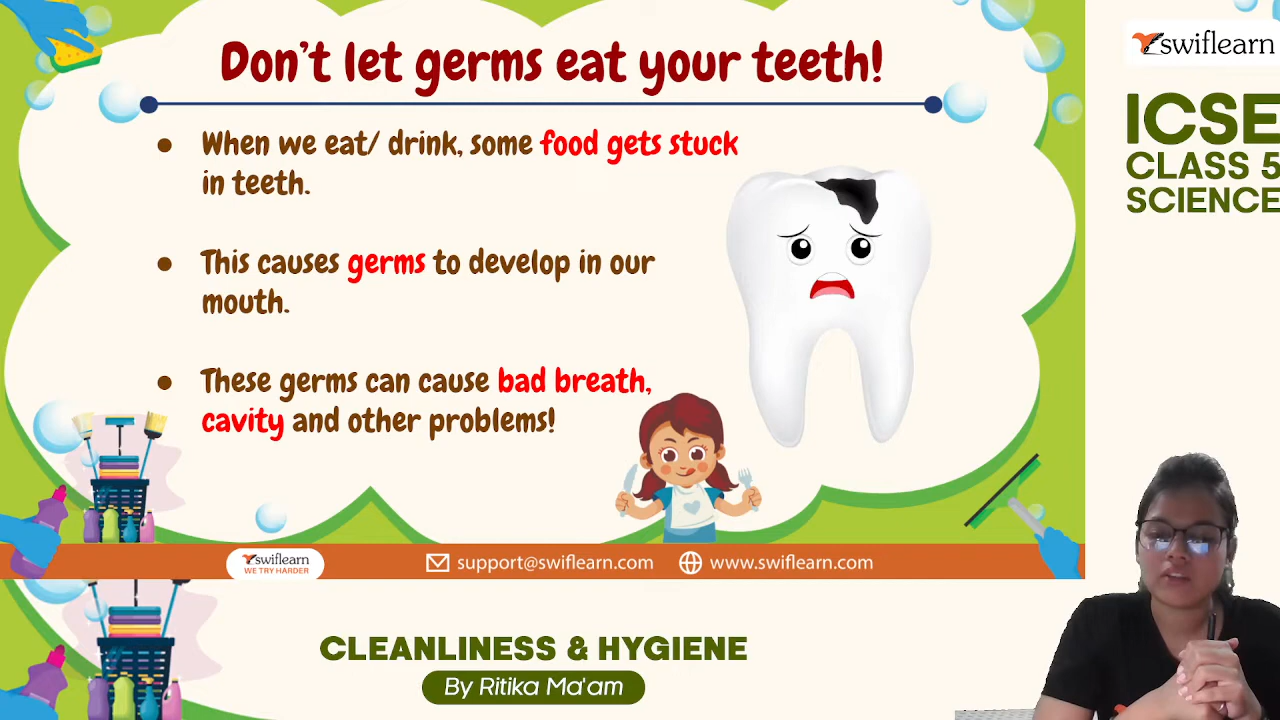 Don't let germs eat your teeth!
● When we eat/ drink, some food gets stuck
in teeth.
● This causes germs to develop in our
mouth.
● These germs can cause bad breath,
cavity and other problems!
swiflearn
WE TRY HARDER
support@swiflearn.com
www.swiflearn.com
CLEANLINESS & HYGIENE
By Ritika Ma'am
swiflearn
ICSE
CLASS 5
SCIENCE